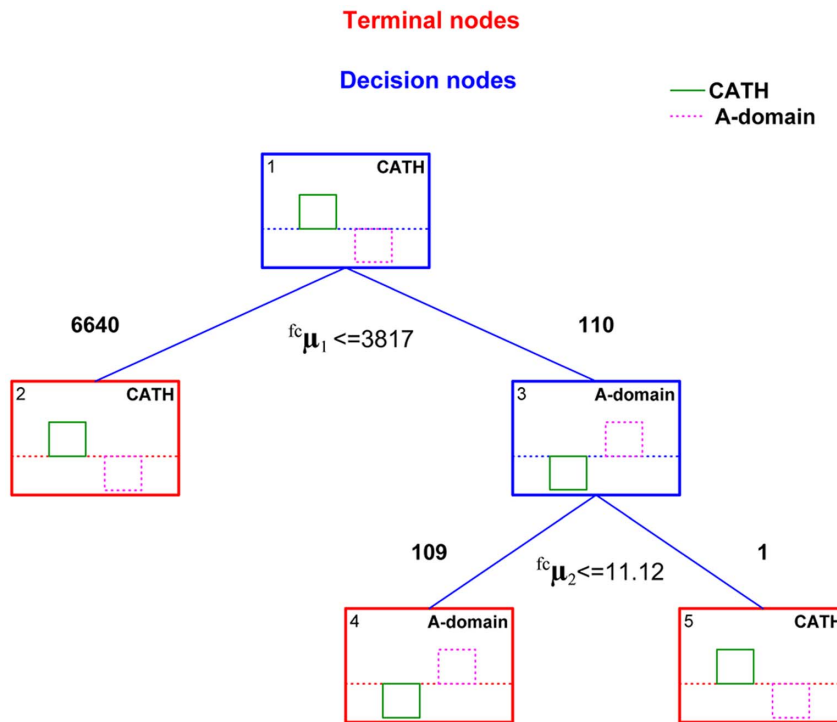 Terminal nodes
Decision nodes
CATH
A-domain
1 CATH
6640
110
fcμ1 <=3817
2 CATH
3 A-domain
109
1
fcμ2<=11.12
4 A-domain
5 CATH